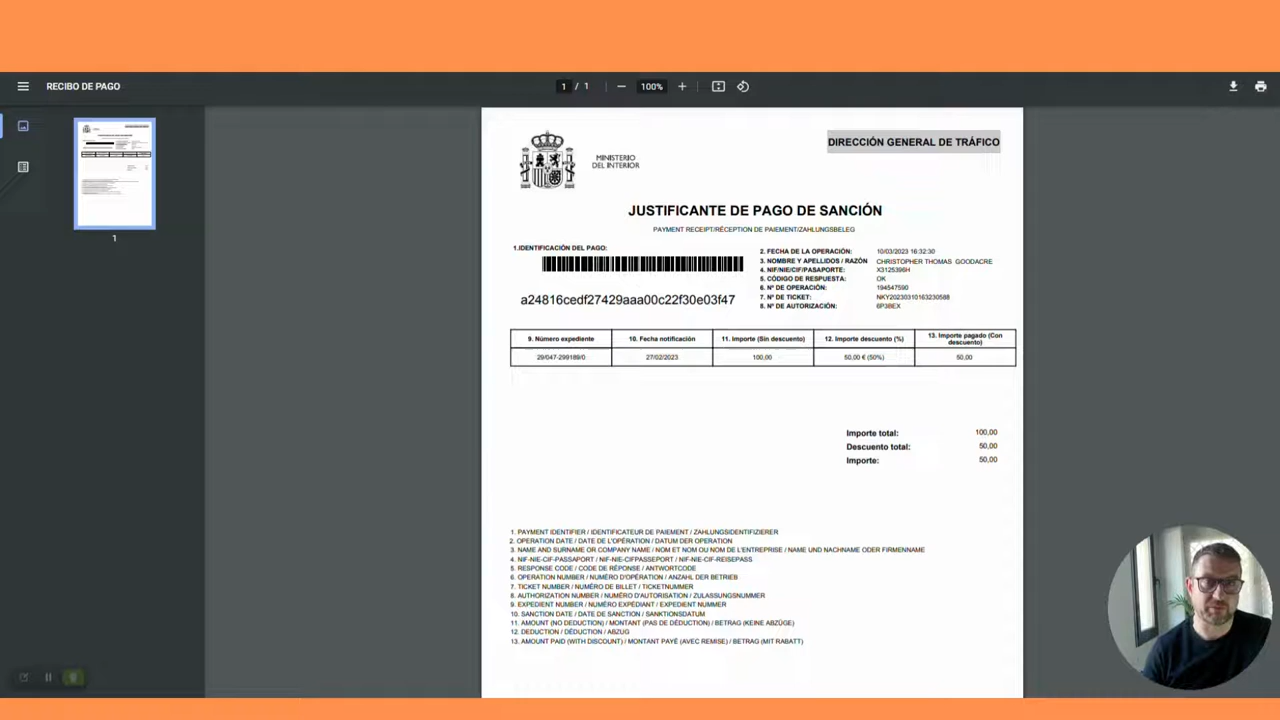 RECIBO DE PAGO
1 / 1
100%
1
MINISTERIO
DEL INTERIOR
DIRECCIÓN GENERAL DE TRÁFICO
JUSTIFICANTE DE PAGO DE SANCIÓN
PAYMENT RECEIPT/RÉCEPTION DE PAIEMENT/ZAHLUNGSBELEG
1.IDENTIFICACIÓN DEL PAGO:
a24816cedf27429aaa00c22f30e03f47
2. FECHA DE LA OPERACIÓN: 10/03/2023 16:32:30
3. NOMBRE Y APELLIDOS / RAZÓN CHRISTOPHER THOMAS GOODACRE
4. NIF/NIE/CIF/PASAPORTE: X3125396H
5. CÓDIGO DE RESPUESTA: OK
6. Nº DE OPERACIÓN: 194547590
7. Nº DE TICKET: NKY20230310163230588
8. Nº DE AUTORIZACIÓN: 6P3BEX
9. Número expediente 10. Fecha notificación 11. Importe (Sin descuento) 12. Importe descuento (%) 13. Importe pagado (Con descuento)
29/047-299189/0 27/02/2023 100,00 50,00 € (50%) 50,00
Importe total: 100,00
Descuento total: 50,00
Importe: 50,00
1. PAYMENT IDENTIFIER / IDENTIFICATEUR DE PAIEMENT / ZAHLUNGSIDENTIFIZIERER
2. OPERATION DATE / DATE DE L'OPÉRATION / DATUM DER OPERATION
3. NAME AND SURNAME OR COMPANY NAME / NOM ET NOM OU NOM DE L'ENTREPRISE / NAME UND NACHNAME ODER FIRMENNAME
4. NIF-NIE-CIF-PASSAPORT / NIF-NIE-CIFPASSEPORT / NIF-NIE-CIF-REISEPASS
5. RESPONSE CODE / CODE DE RÉPONSE / ANTWORTCODE
6. OPERATION NUMBER / NUMÉRO D'OPÉRATION / ANZAHL DER BETRIEB
7. TICKET NUMBER / NUMÉRO DE BILLET / TICKETNUMMER
8. AUTHORIZATION NUMBER / NUMÉRO D'AUTORISATION / ZULASSUNGSNUMMER
9. EXPEDIENT NUMBER / NUMÉRO EXPÉDIANT / EXPEDIENT NUMMER
10. SANCTION DATE / DATE DE SANCTION / SANKTIONSDATUM
11. AMOUNT (NO DEDUCTION) / MONTANT (PAS DE DÉDUCTION) / BETRAG (KEINE ABZÜGE)
12. DEDUCTION / DÉDUCTION / ABZUG
13. AMOUNT PAID (WITH DISCOUNT) / MONTANT PAYÉ (AVEC REMISE) / BETRAG (MIT RABATT)